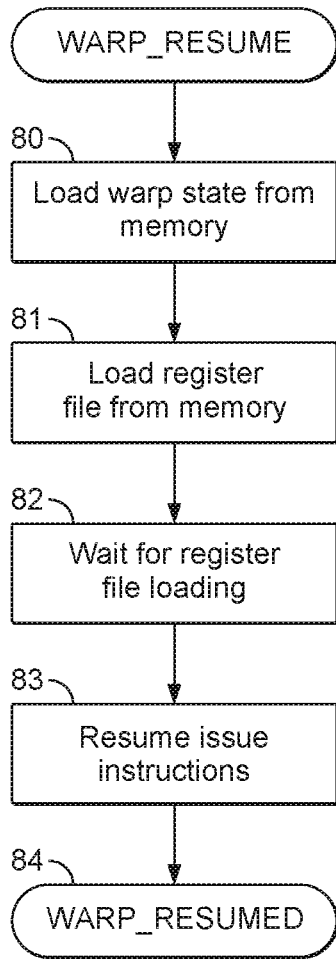 WARP_RESUME
80
Load warp state from
memory
81
Load register
file from memory
82
Wait for register
file loading
83
Resume issue
instructions
84
WARP_RESUMED